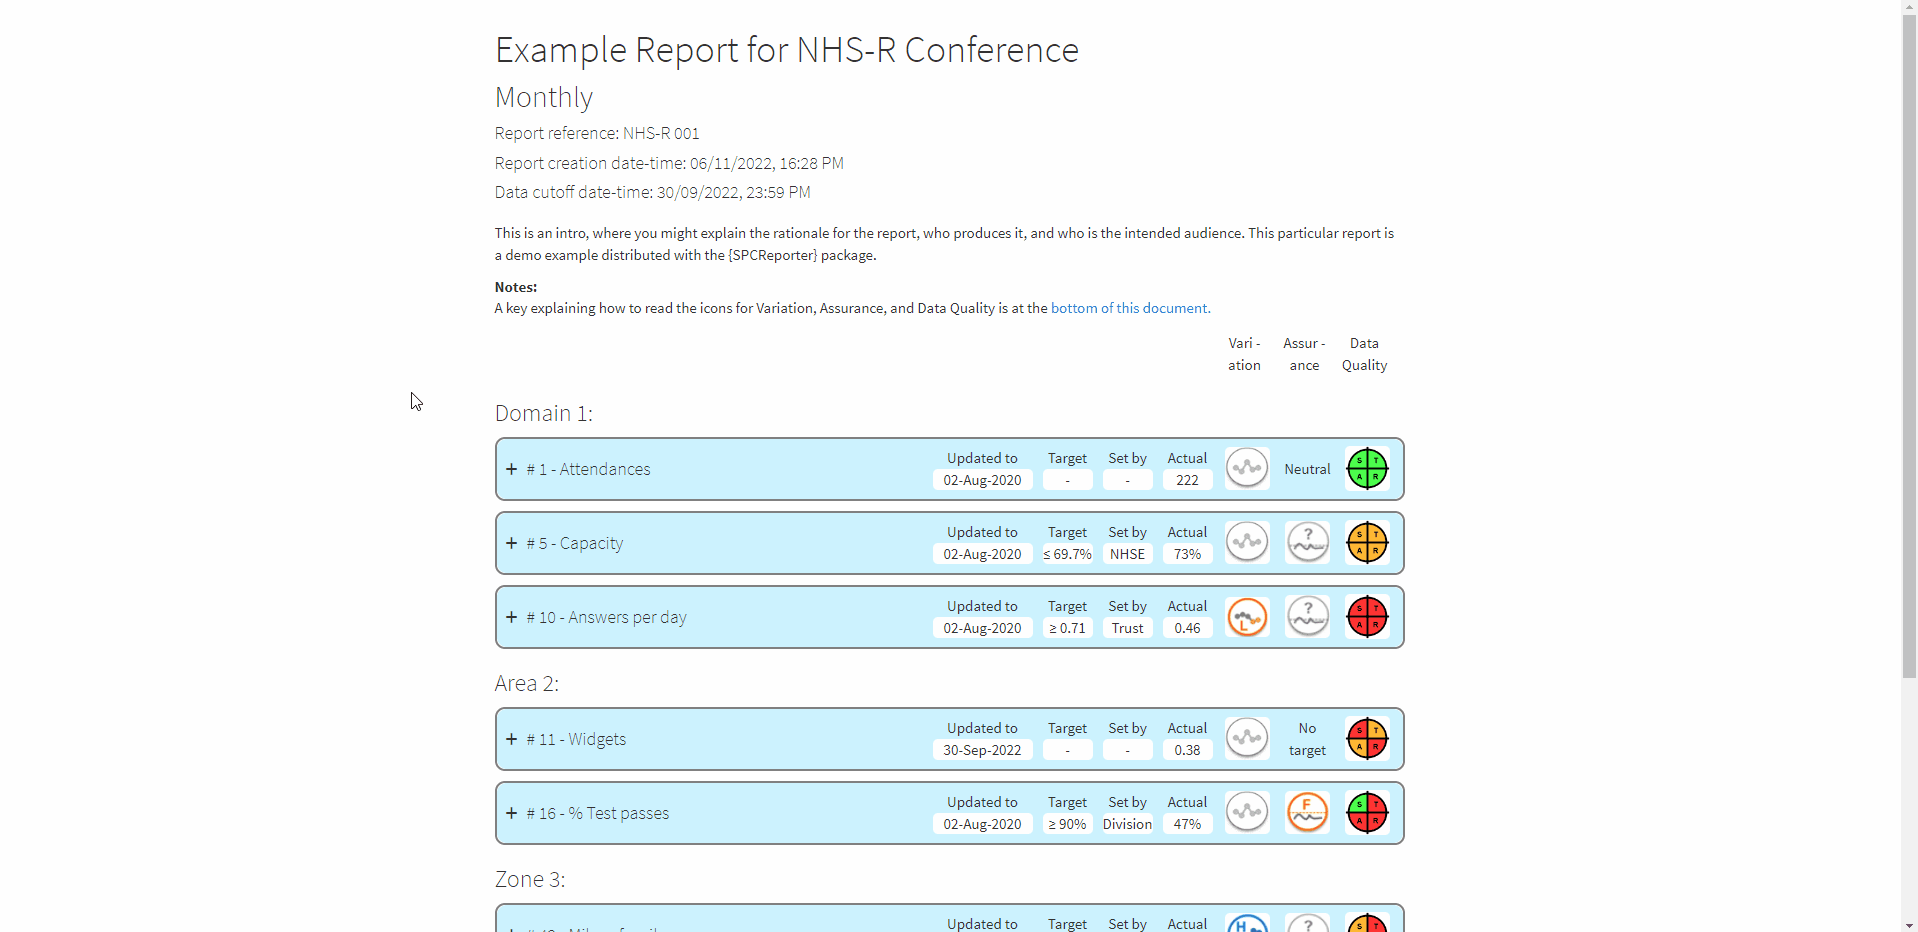 Example Report for NHS-R Conference
Monthly
Report reference: NHS-R 001
Report creation date-time: 06/11/2022, 16:28 PM
Data cutoff date-time: 30/09/2022, 23:59 PM
This is an intro, where you might explain the rationale for the report, who produces it, and who is the intended audience. This particular report is
a demo example distributed with the {SPCReporter} package.
Notes:
A key explaining how to read the icons for Variation, Assurance, and Data Quality is at the bottom of this document.
Vari - Assur - Data
ation ance Quality
Domain 1:
Updated to Target Set by Actual
+ # 1 - Attendances Neutral S T A R
02-Aug-2020 - - 222
Updated to Target Set by Actual
+ # 5 - Capacity ? S T A R
02-Aug-2020 ≤ 69.7% NHSE 73%
Updated to Target Set by Actual
+ # 10 - Answers per day L ? S T A R
02-Aug-2020 ≥ 0.71 Trust 0.46
Area 2:
Updated to Target Set by Actual No
+ # 11 - Widgets S T A R
30-Sep-2022 - - 0.38 target
Updated to Target Set by Actual
+ # 16 - % Test passes F S T A R
02-Aug-2020 ≥ 90% Division 47%
Zone 3:
Updated to Target Set by Actual H ? S T